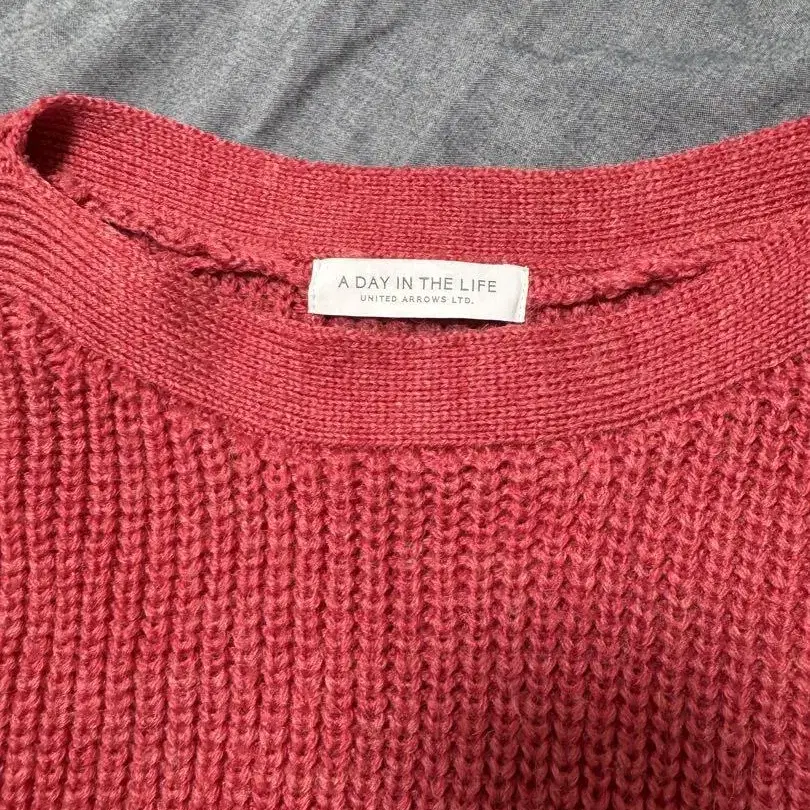 A DAY IN THE LIFE
UNITED ARROWS LTD.